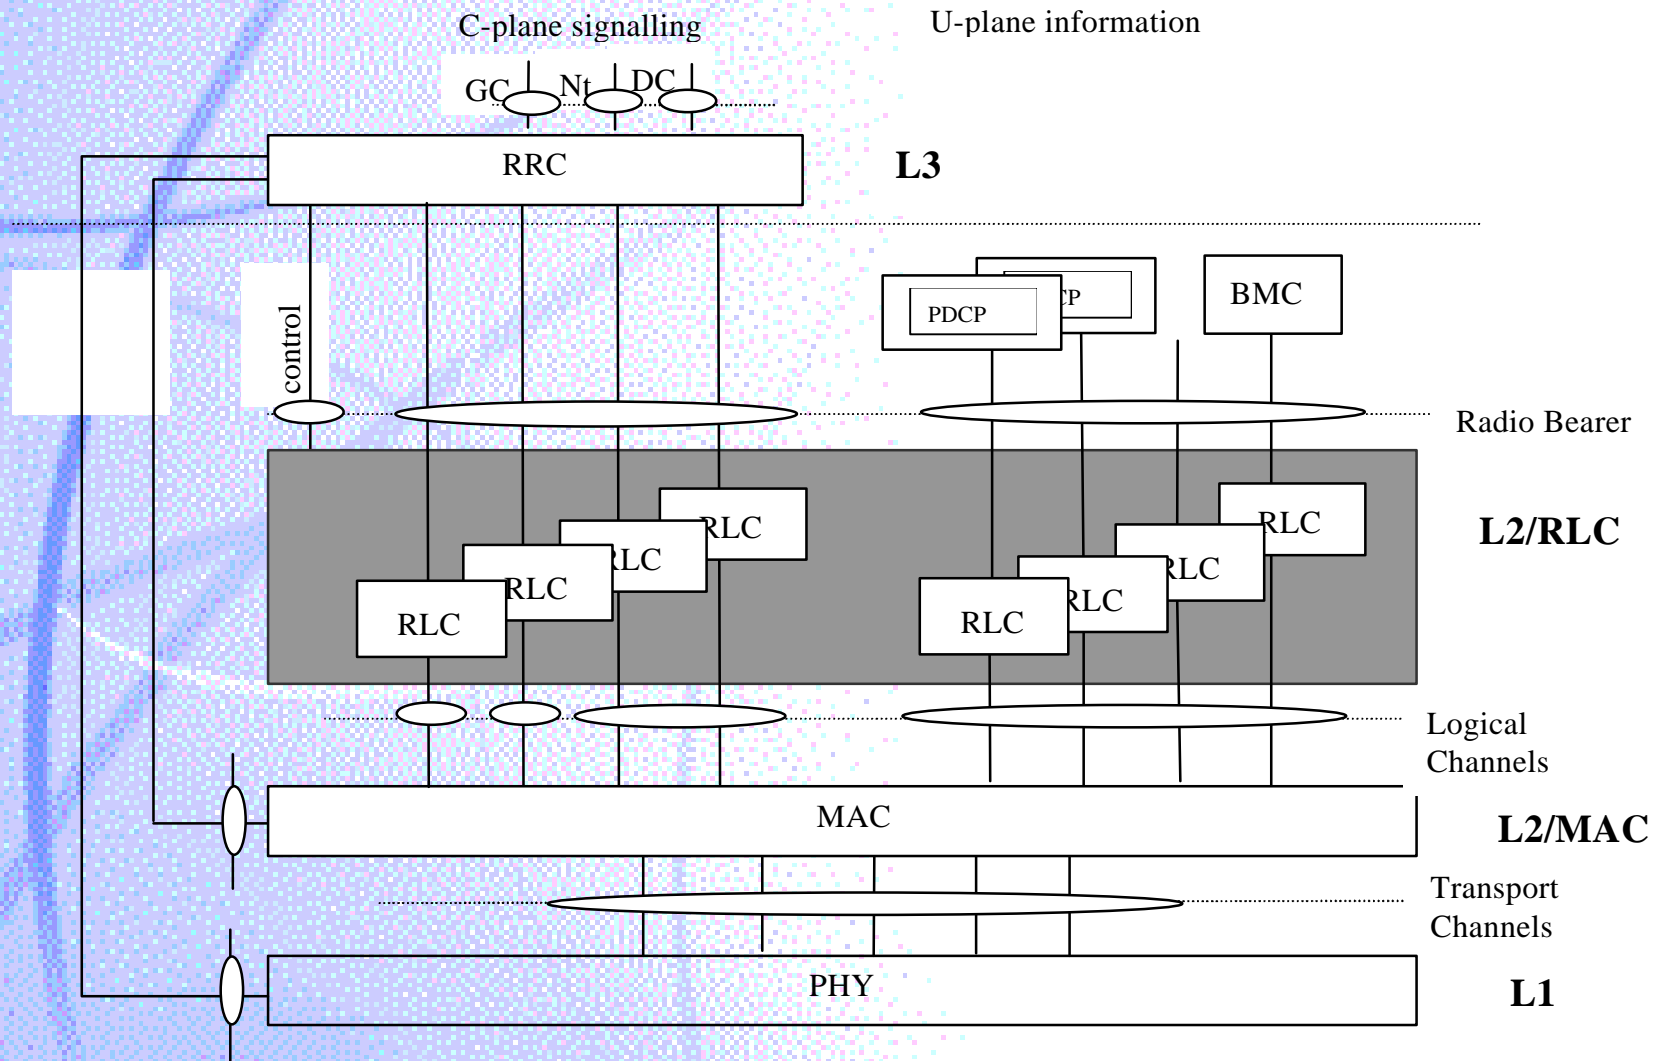 C-plane signalling
U-plane information
GC
Nt
DC
RRC
L3
control
PDCP
CP
BMC
Radio Bearer
RLC
RLC
RLC
RLC
RLC
RLC
RLC
RLC
L2/RLC
Logical
Channels
MAC
L2/MAC
Transport
Channels
PHY
L1